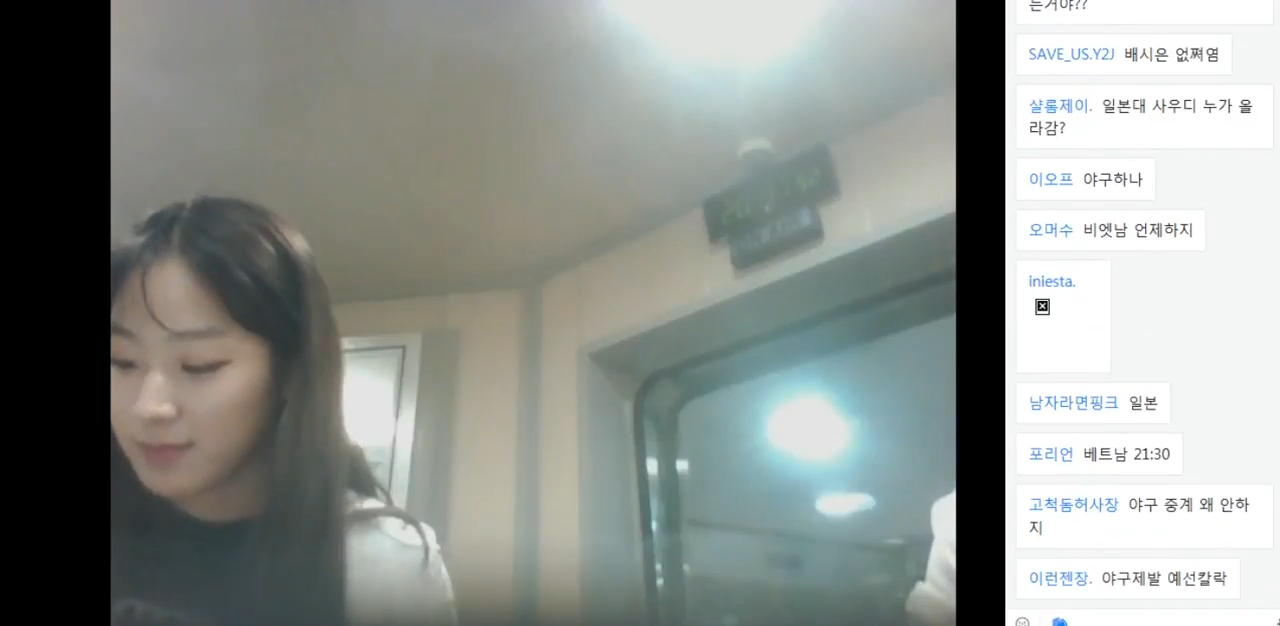 는거야??
SAVE_US.Y2J 배시은 없쪄염
샬롬제이. 일본대 사우디 누가 올
라감?
이오프 야구하나
오머수 비엣남 언제하지
iniesta.
남자라면핑크 일본
포리언 베트남 21:30
고척돔허사장 야구 중계 왜 안하
지
이런젠장. 야구제발 예선칼락